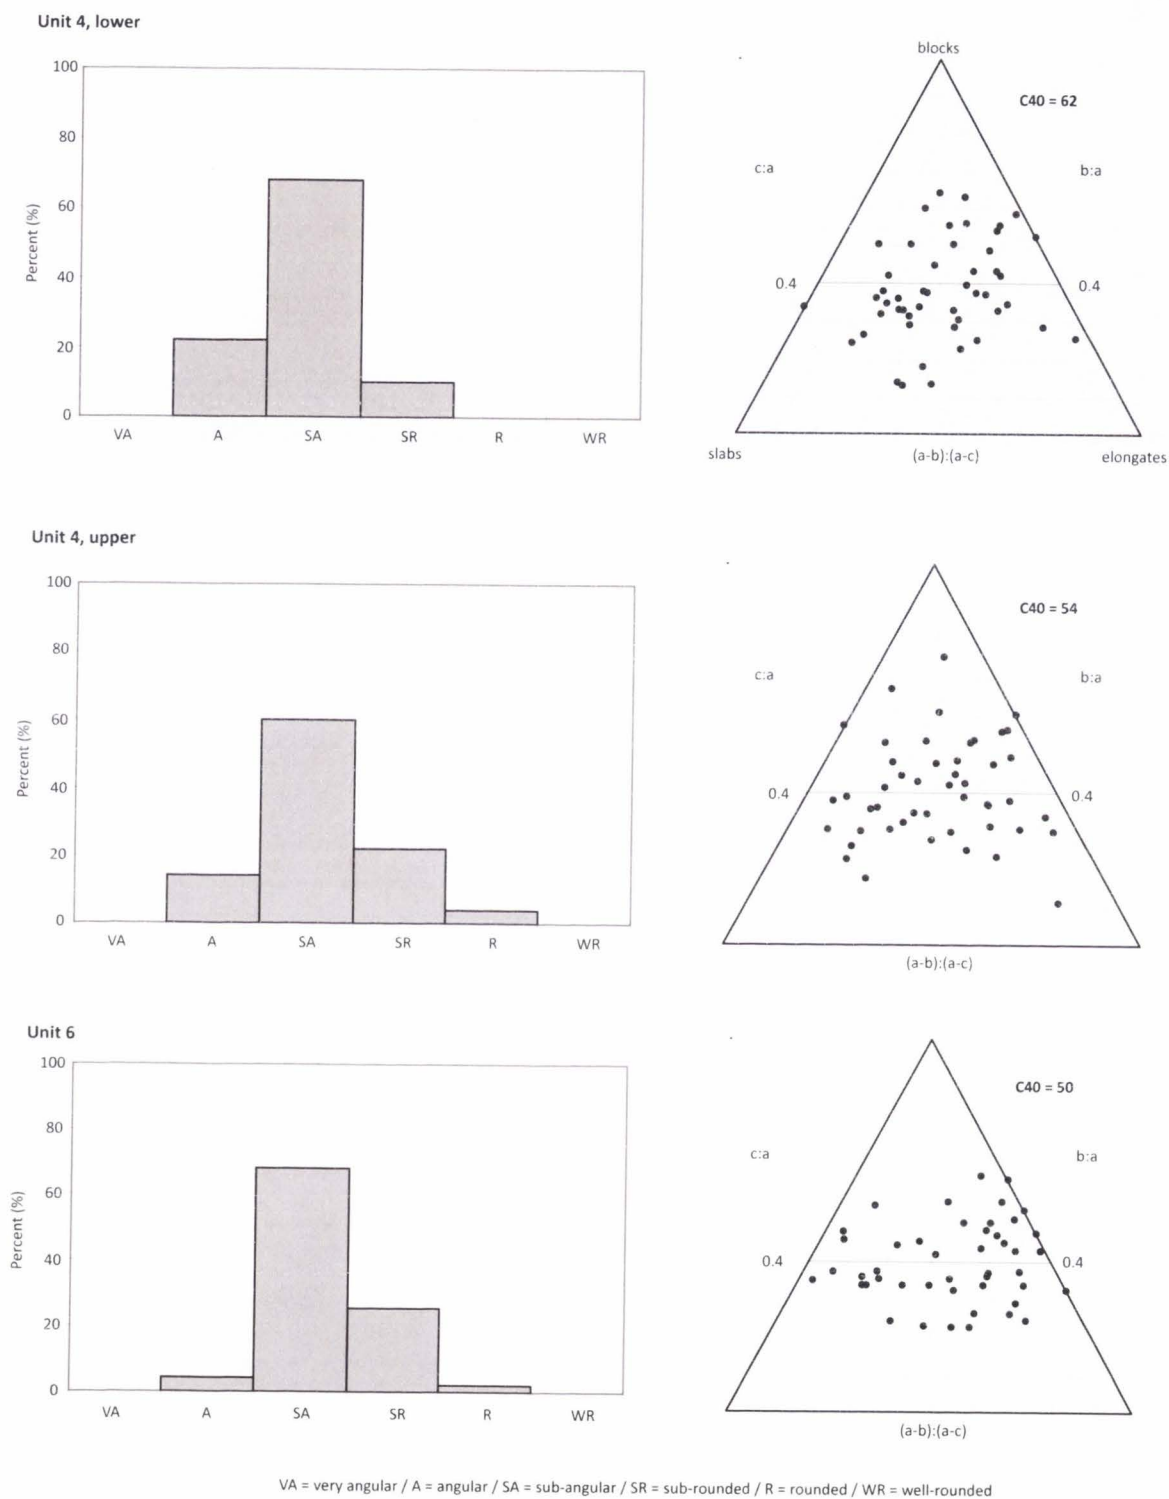 Unit 4, lower
100
80
60
40
20
0
Percent (%)
VA A SA SR R WR
blocks
C40 = 62
c:a b:a
0.4 0.4
slabs (a-b):(a-c) elongates
Unit 4, upper
100
80
60
40
20
0
Percent (%)
VA A SA SR R WR
C40 = 54
c:a b:a
0.4 0.4
(a-b):(a-c)
Unit 6
100
80
60
40
20
0
Percent (%)
VA A SA SR R WR
C40 = 50
c:a b:a
0.4 0.4
(a-b):(a-c)
VA = very angular / A = angular / SA = sub-angular / SR = sub-rounded / R = rounded / WR = well-rounded